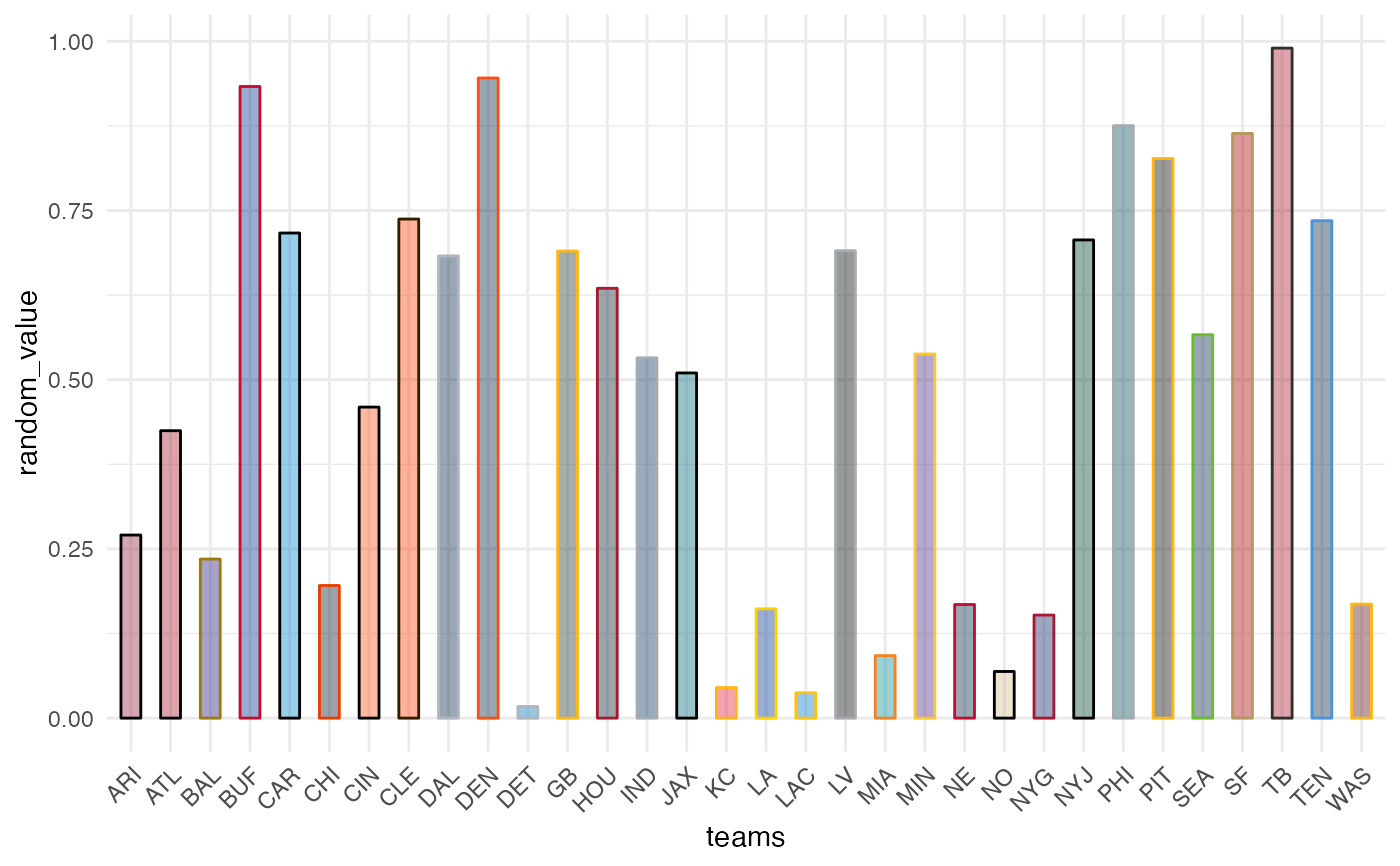 1.00
0.75
0.50
0.25
0.00
random_value
ARI ATL BAL BUF CAR CHI CIN CLE DAL DEN DET GB HOU IND JAX KC LA LAC LV MIA MIN NE NO NYG NYJ PHI PIT SEA SF TB TEN WAS
teams